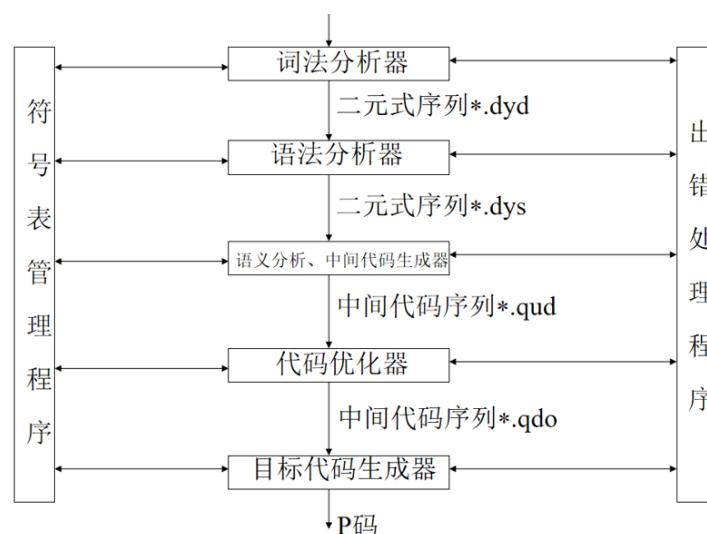 词法分析器
二元式序列*.dyd
语法分析器
二元式序列*.dys
语义分析、中间代码生成器
中间代码序列*.qud
代码优化器
中间代码序列*.qdo
目标代码生成器
P码
符号表管理程序
出错处理程序